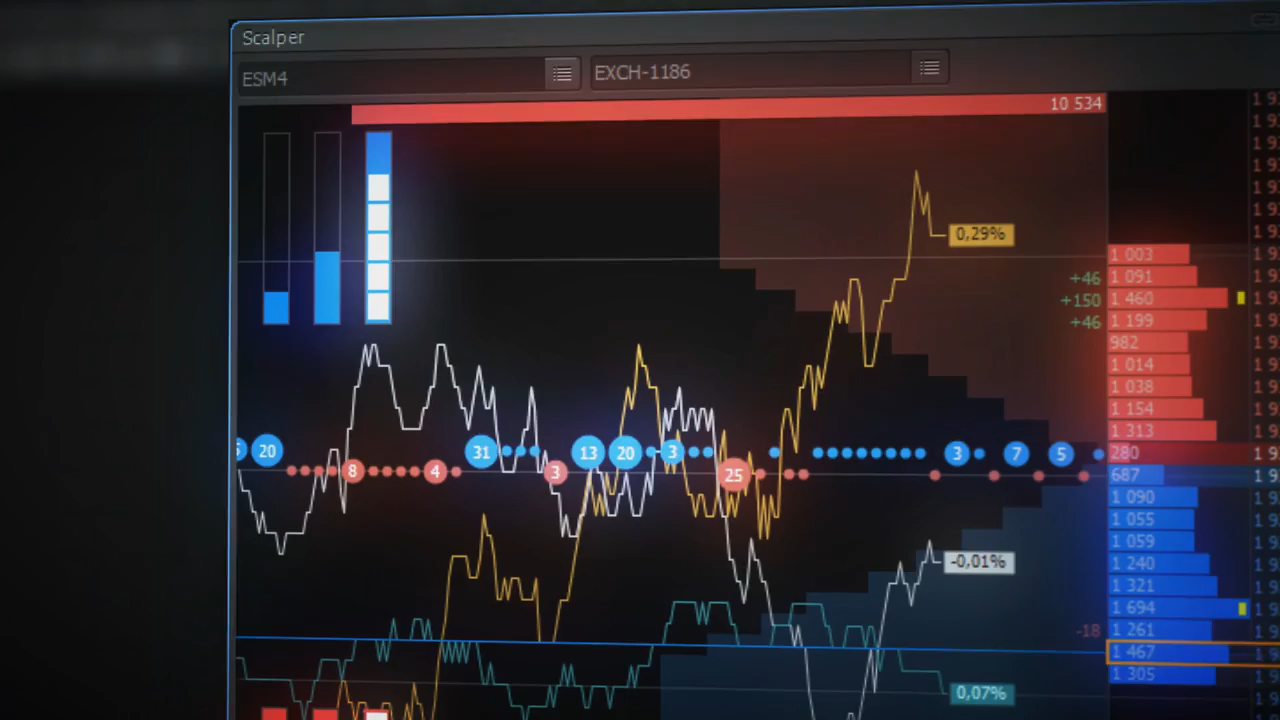 Scalper
ESM4 EXCH-1186
10 534
0,29%
1 003
+46 1 091
+150 1 460
+46 1 199
982
1 014
1 038
1 154
1 313
20 31 13 20 3 3 7 5
280
8 4 3 25
687
1 090
1 055
1 059
-0,01%
1 240
1 321
1 694
-18 1 261
1 467
1 305
0,07%